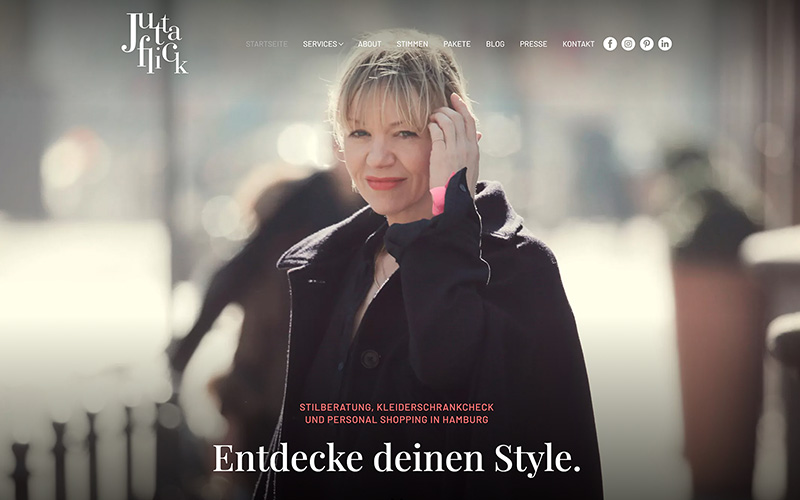 Jutta
flick
STARTSEITE SERVICES ABOUT STIMMEN PAKETE BLOG PRESSE KONTAKT
STILBERATUNG, KLEIDERSCHRANKCHECK
UND PERSONAL SHOPPING IN HAMBURG
Entdecke deinen Style.